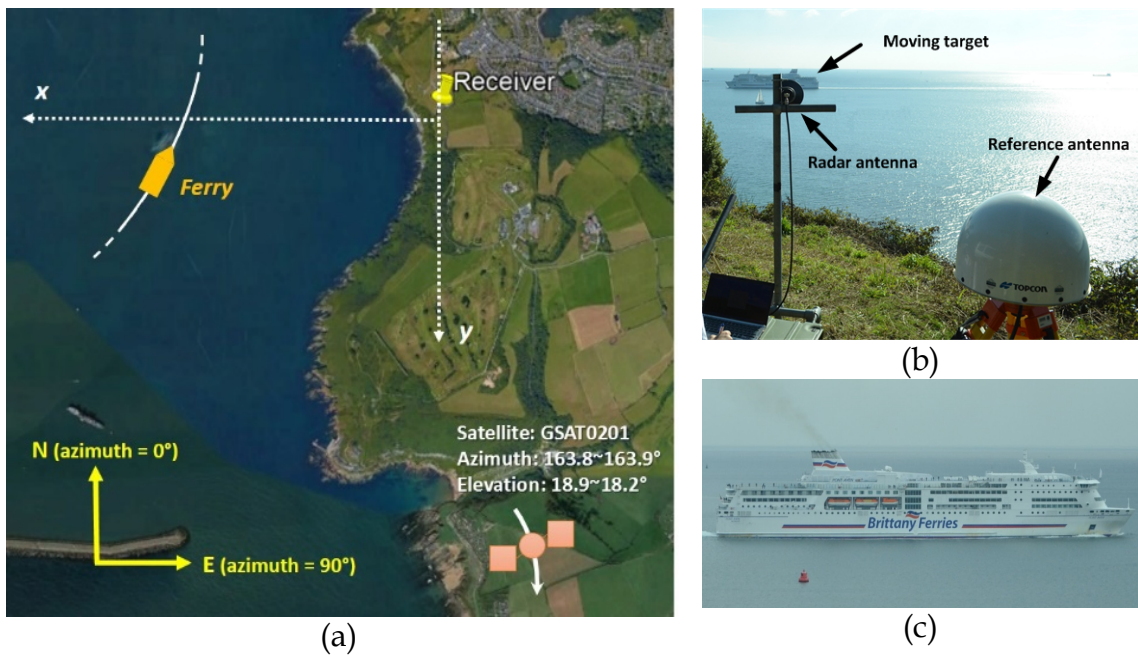 x
Receiver
Ferry
y
Satellite: GSAT0201
Azimuth: 163.8~163.9°
Elevation: 18.9~18.2°
N (azimuth = 0°)
E (azimuth = 90°)
(a)
Moving target
Radar antenna
Reference antenna
TOPCON
(b)
Brittany Ferries
(c)